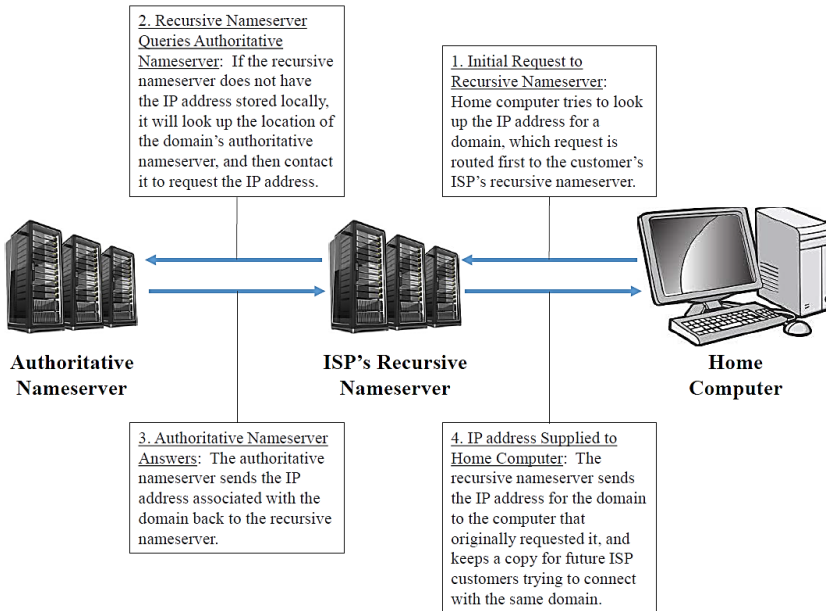 2. Recursive Nameserver
Queries Authoritative
Nameserver:  If the recursive
nameserver does not have
the IP address stored locally,
it will look up the location of
the domain’s authoritative
nameserver, and then contact
it to request the IP address.
1. Initial Request to
Recursive Nameserver:
Home computer tries to look
up the IP address for a
domain, which request is
routed first to the customer’s
ISP’s recursive nameserver.
Authoritative
Nameserver
ISP’s Recursive
Nameserver
Home
Computer
3. Authoritative Nameserver
Answers:  The authoritative
nameserver sends the IP
address associated with the
domain back to the recursive
nameserver.
4. IP address Supplied to
Home Computer:  The
recursive nameserver sends
the IP address for the domain
to the computer that
originally requested it, and
keeps a copy for future ISP
customers trying to connect
with the same domain.